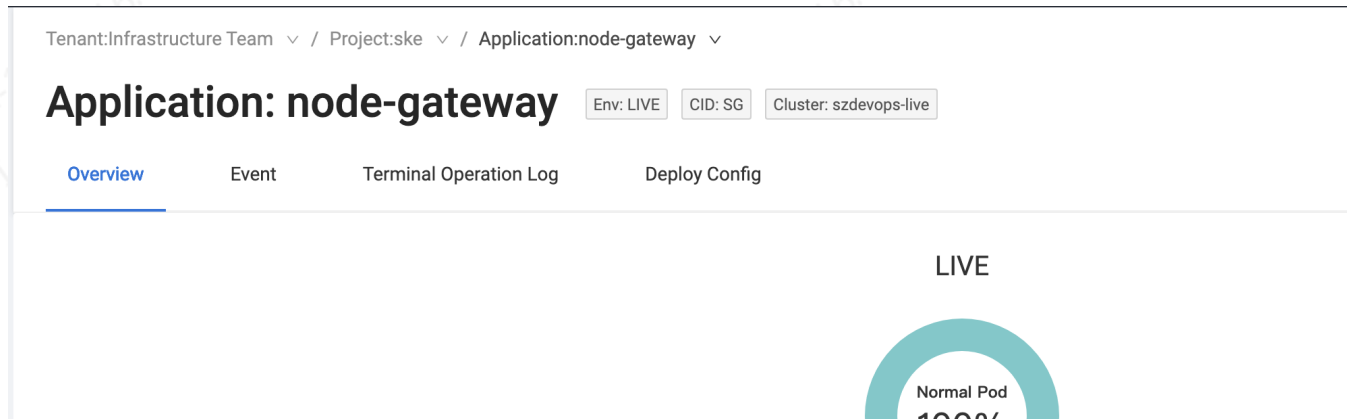 Tenant:Infrastructure Team / Project:ske / Application:node-gateway
Application: node-gateway Env: LIVE CID: SG Cluster: szdevops-live
Overview Event Terminal Operation Log Deploy Config
LIVE
Normal Pod
100%